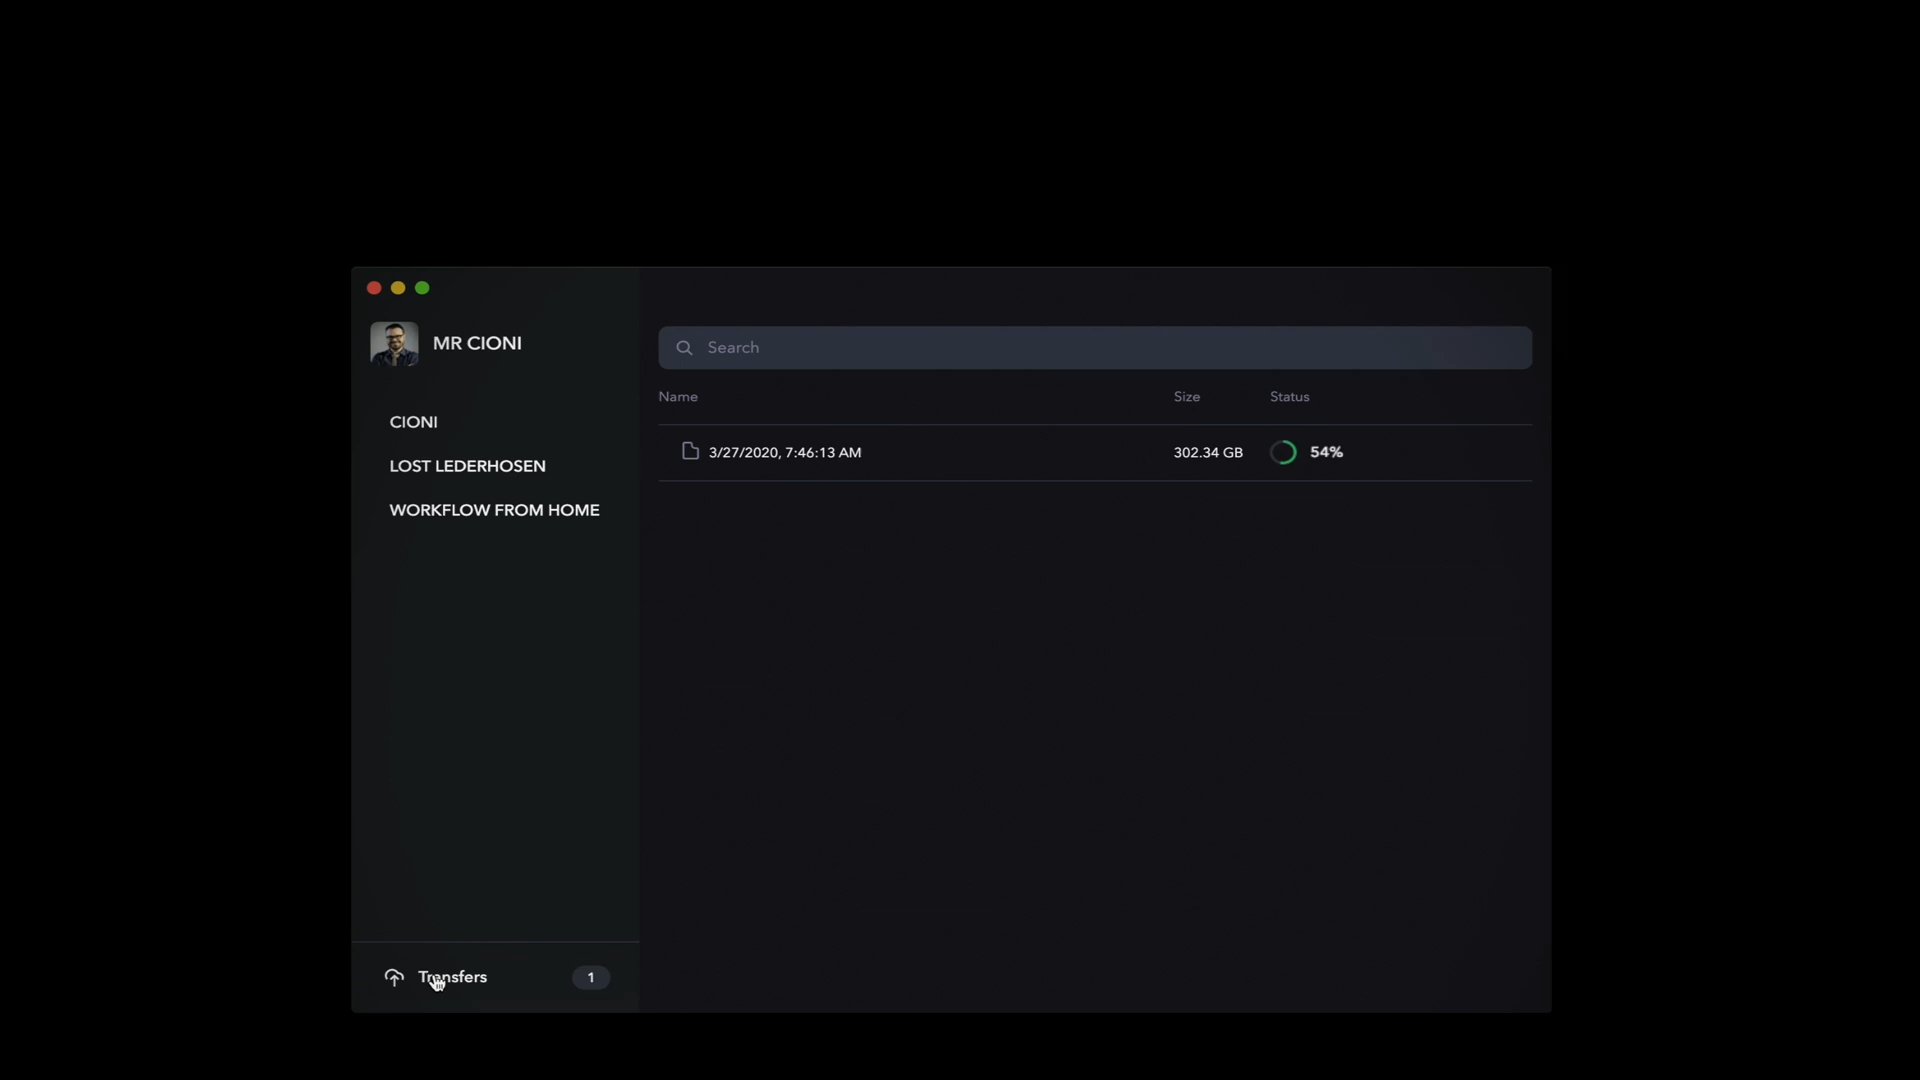 MR CIONI
CIONI
LOST LEDERHOSEN
WORKFLOW FROM HOME
Transfers 1
Search
Name Size Status
3/27/2020, 7:46:13 AM 302.34 GB 54%